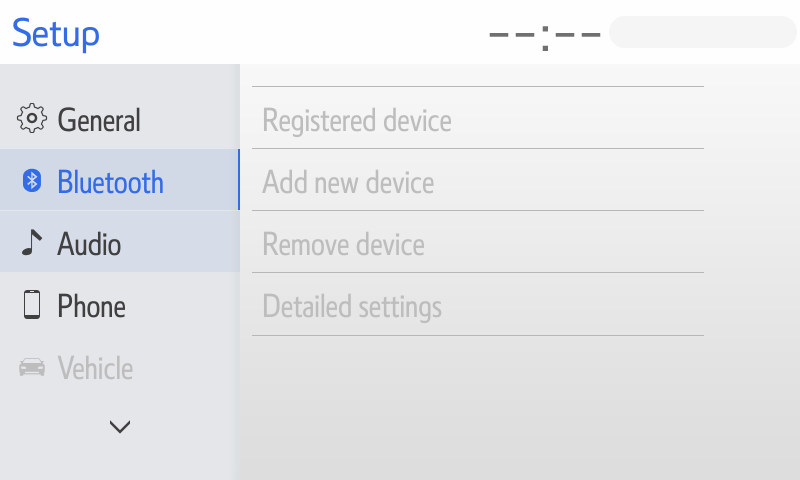 Setup
--:--
General
Bluetooth
Audio
Phone
Vehicle
Registered device
Add new device
Remove device
Detailed settings